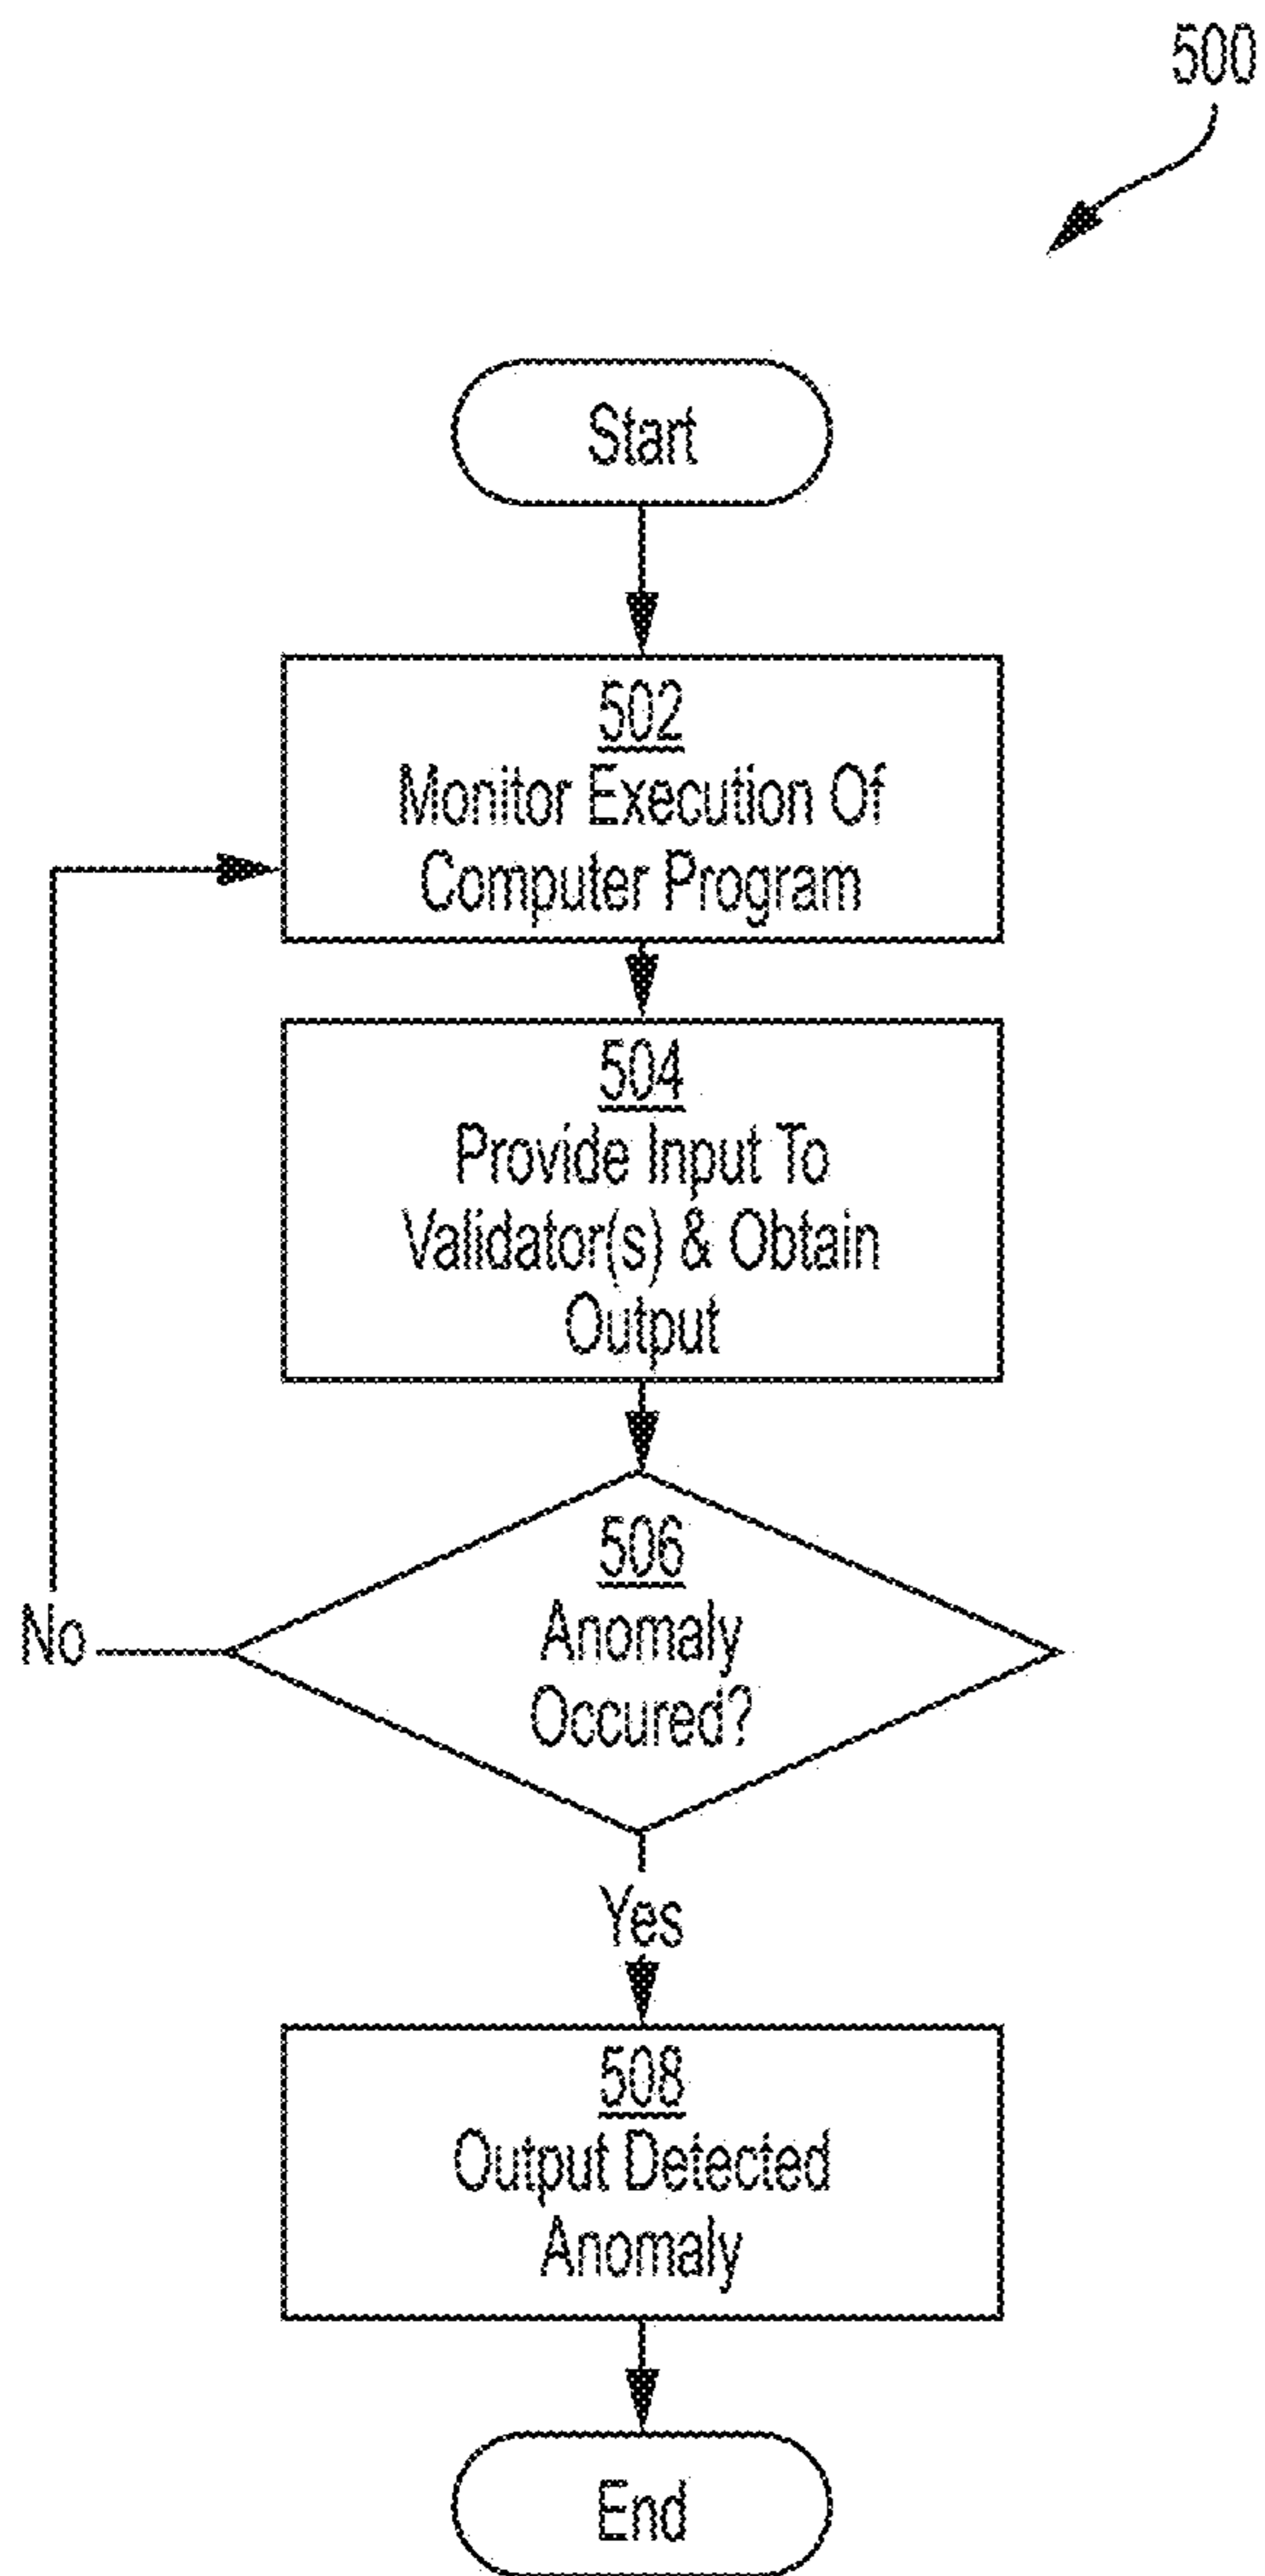 500
Start
502
Monitor Execution Of
Computer Program
504
Provide Input To
Validator(s) & Obtain
Output
506
Anomaly
Occured?
No
Yes
508
Output Detected
Anomaly
End